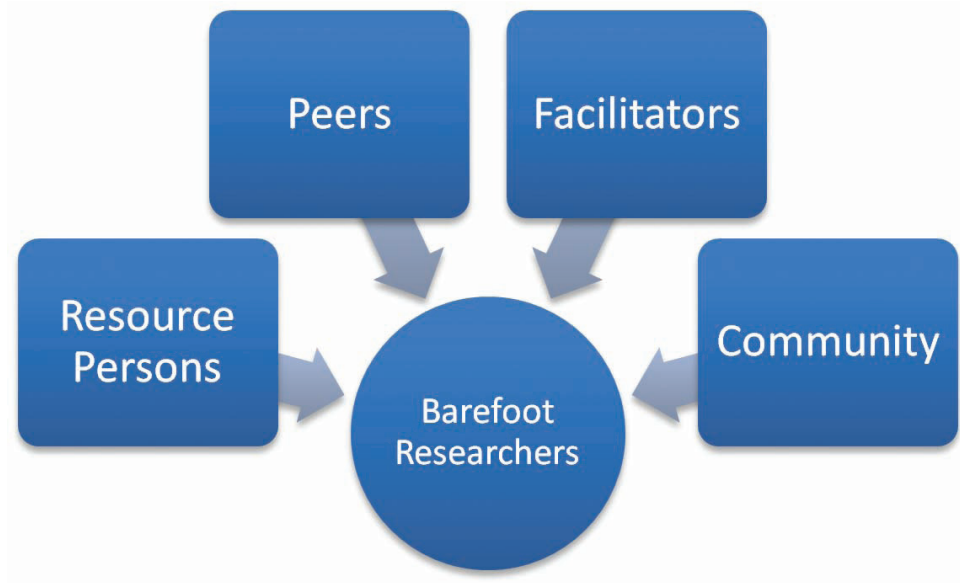 Peers
Facilitators
Resource
Persons
Community
Barefoot
Researchers